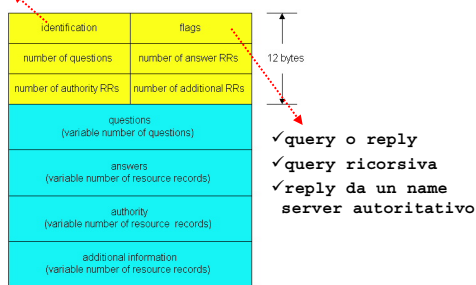 identification
flags
number of questions
number of answer RRs
12 bytes
number of authority RRs
number of additional RRs
questions
(variable number of questions)
answers
(variable number of resource records)
authority
(variable number of resource records)
additional information
(variable number of resource records)
✓query o reply
✓query ricorsiva
✓reply da un name
server autoritativo